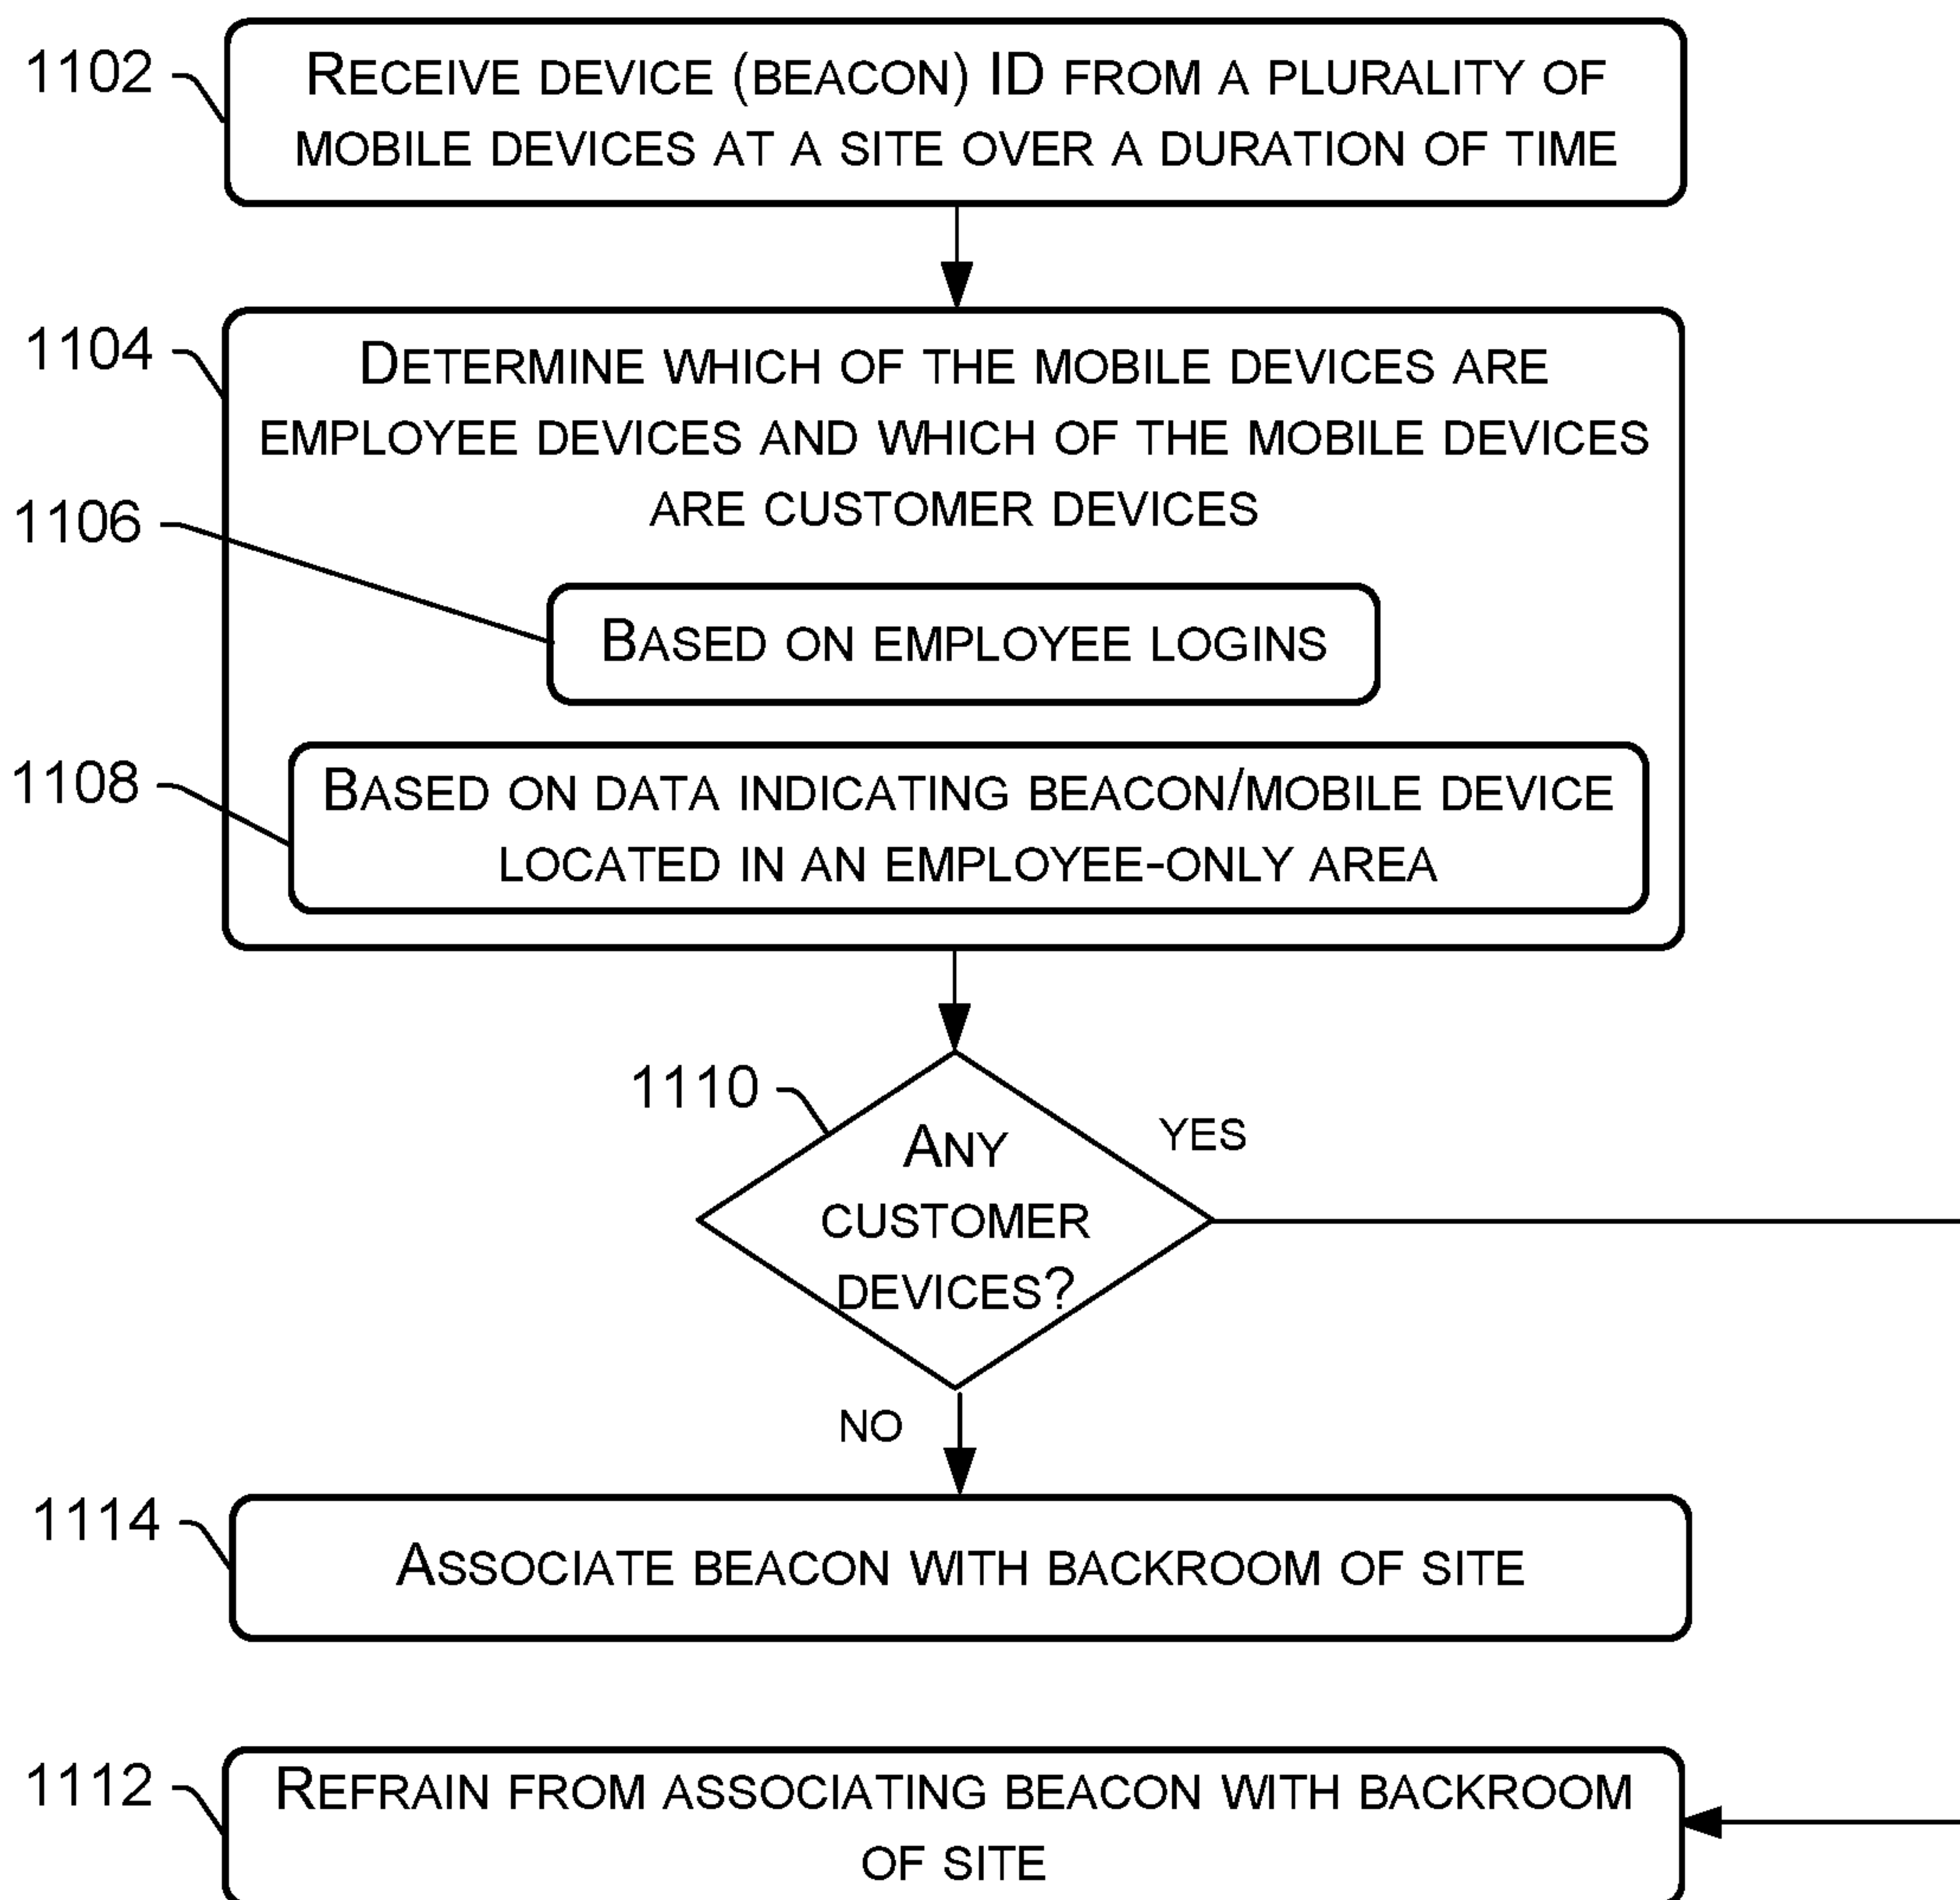 1102
RECEIVE DEVICE (BEACON) ID FROM A PLURALITY OF
MOBILE DEVICES AT A SITE OVER A DURATION OF TIME
1104
DETERMINE WHICH OF THE MOBILE DEVICES ARE
EMPLOYEE DEVICES AND WHICH OF THE MOBILE DEVICES
ARE CUSTOMER DEVICES
1106
BASED ON EMPLOYEE LOGINS
1108
BASED ON DATA INDICATING BEACON/MOBILE DEVICE
LOCATED IN AN EMPLOYEE-ONLY AREA
1110
ANY
CUSTOMER
DEVICES?
YES
NO
1114
ASSOCIATE BEACON WITH BACKROOM OF SITE
1112
REFRAIN FROM ASSOCIATING BEACON WITH BACKROOM
OF SITE